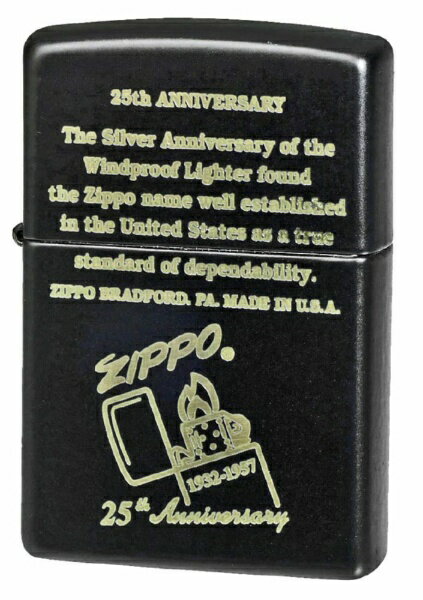 25th ANNIVERSARY
The Silver Anniversary of the
Windproof Lighter found
the Zippo name well established
in the United States as a true
standard of dependability.
ZIPPO BRADFORD. PA. MADE IN U.S.A.
ZIPPO®
1932-1957
25th Anniversary